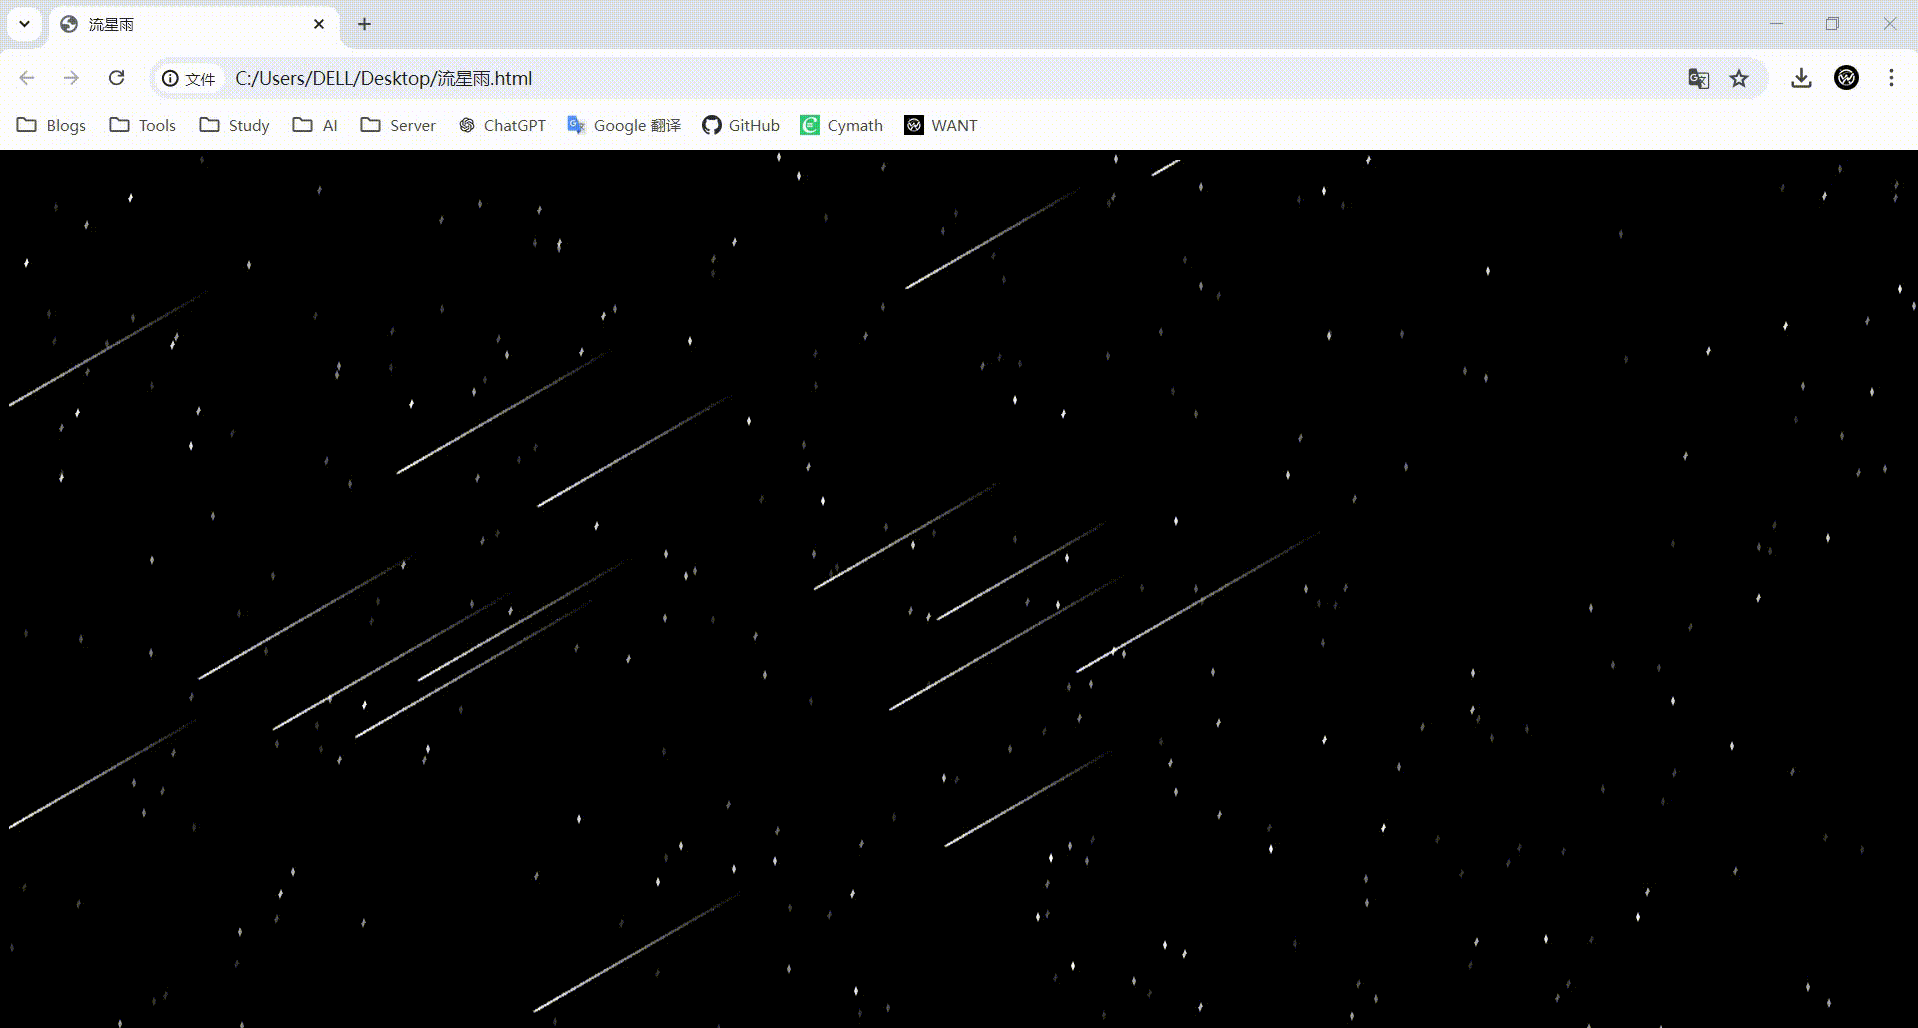 流星雨
文件 C:/Users/DELL/Desktop/流星雨.html
Blogs Tools Study AI Server ChatGPT Google 翻译 GitHub Cymath WANT